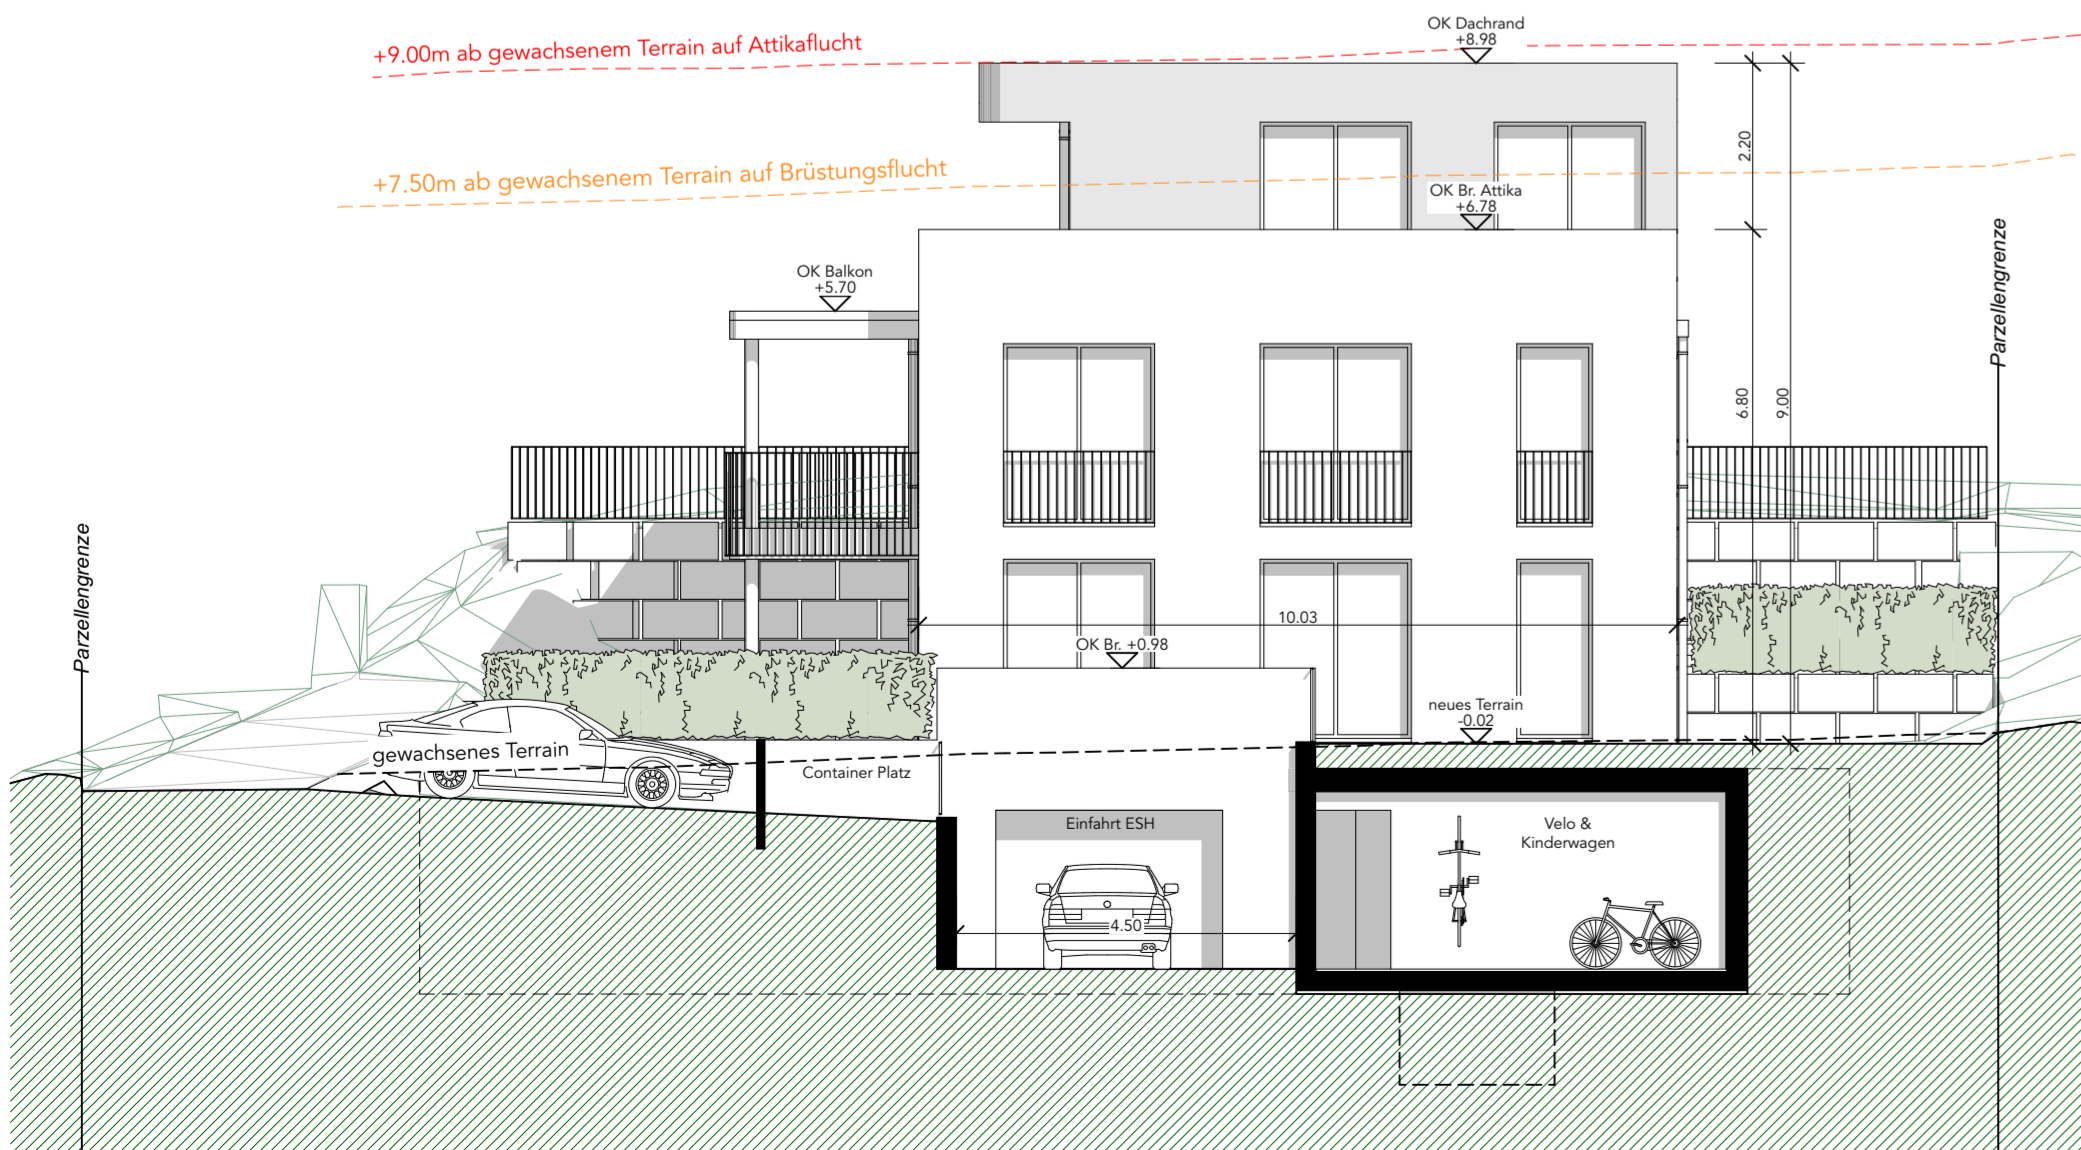 OK Dachrand
+8.98
+9.00m ab gewachsenem Terrain auf Attikaflucht
2.20
+7.50m ab gewachsenem Terrain auf Brüstungsflucht
OK Br. Attika
+6.78
Parzellengrenze
OK Balkon
+5.70
6.80
9.00
Parzellengrenze
10.03
OK Br. +0.98
neues Terrain
-0.02
gewachsenes Terrain
Container Platz
Einfahrt ESH
Velo &
Kinderwagen
4.50